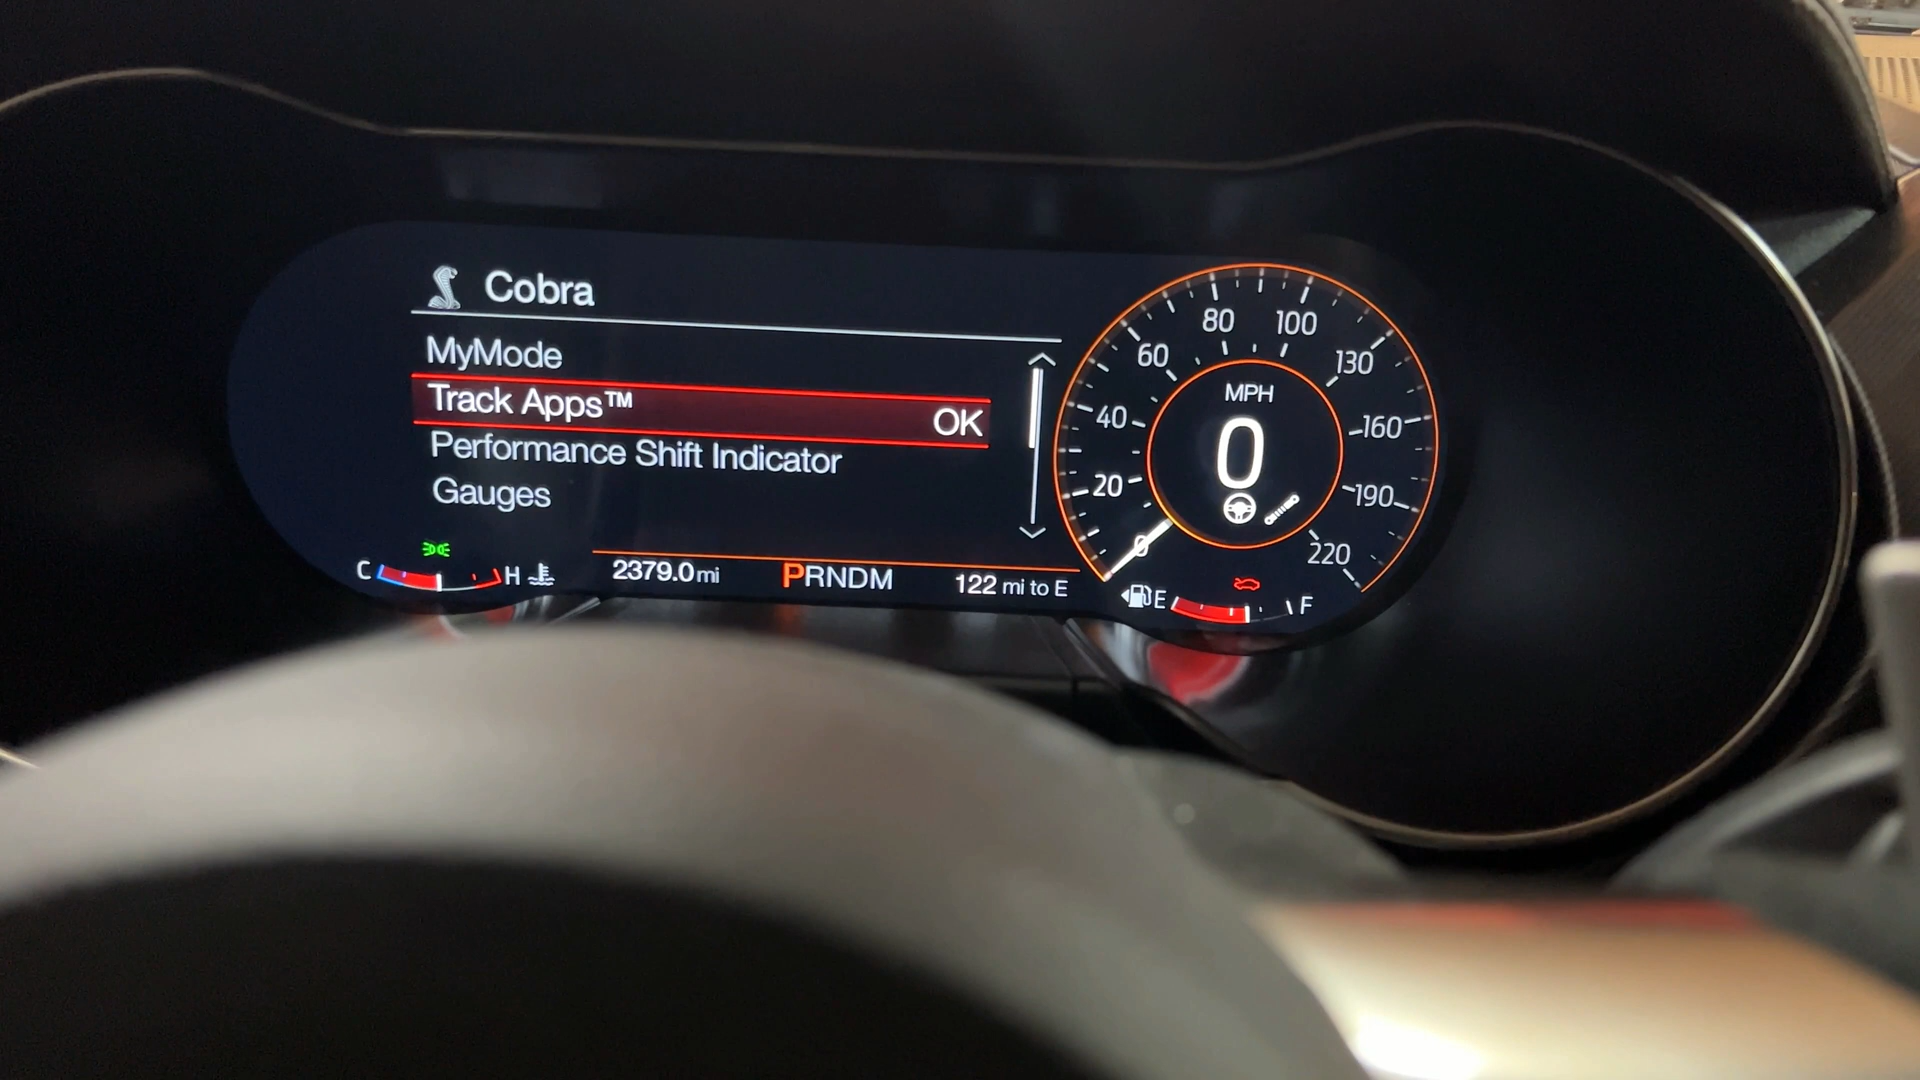 Cobra
MyMode
Track Apps™ OK
Performance Shift Indicator
Gauges
C H
2379.0 mi PRNDM 122 mi to E
0 20 40 60 80 100 130 160 190 220
MPH
0
E F